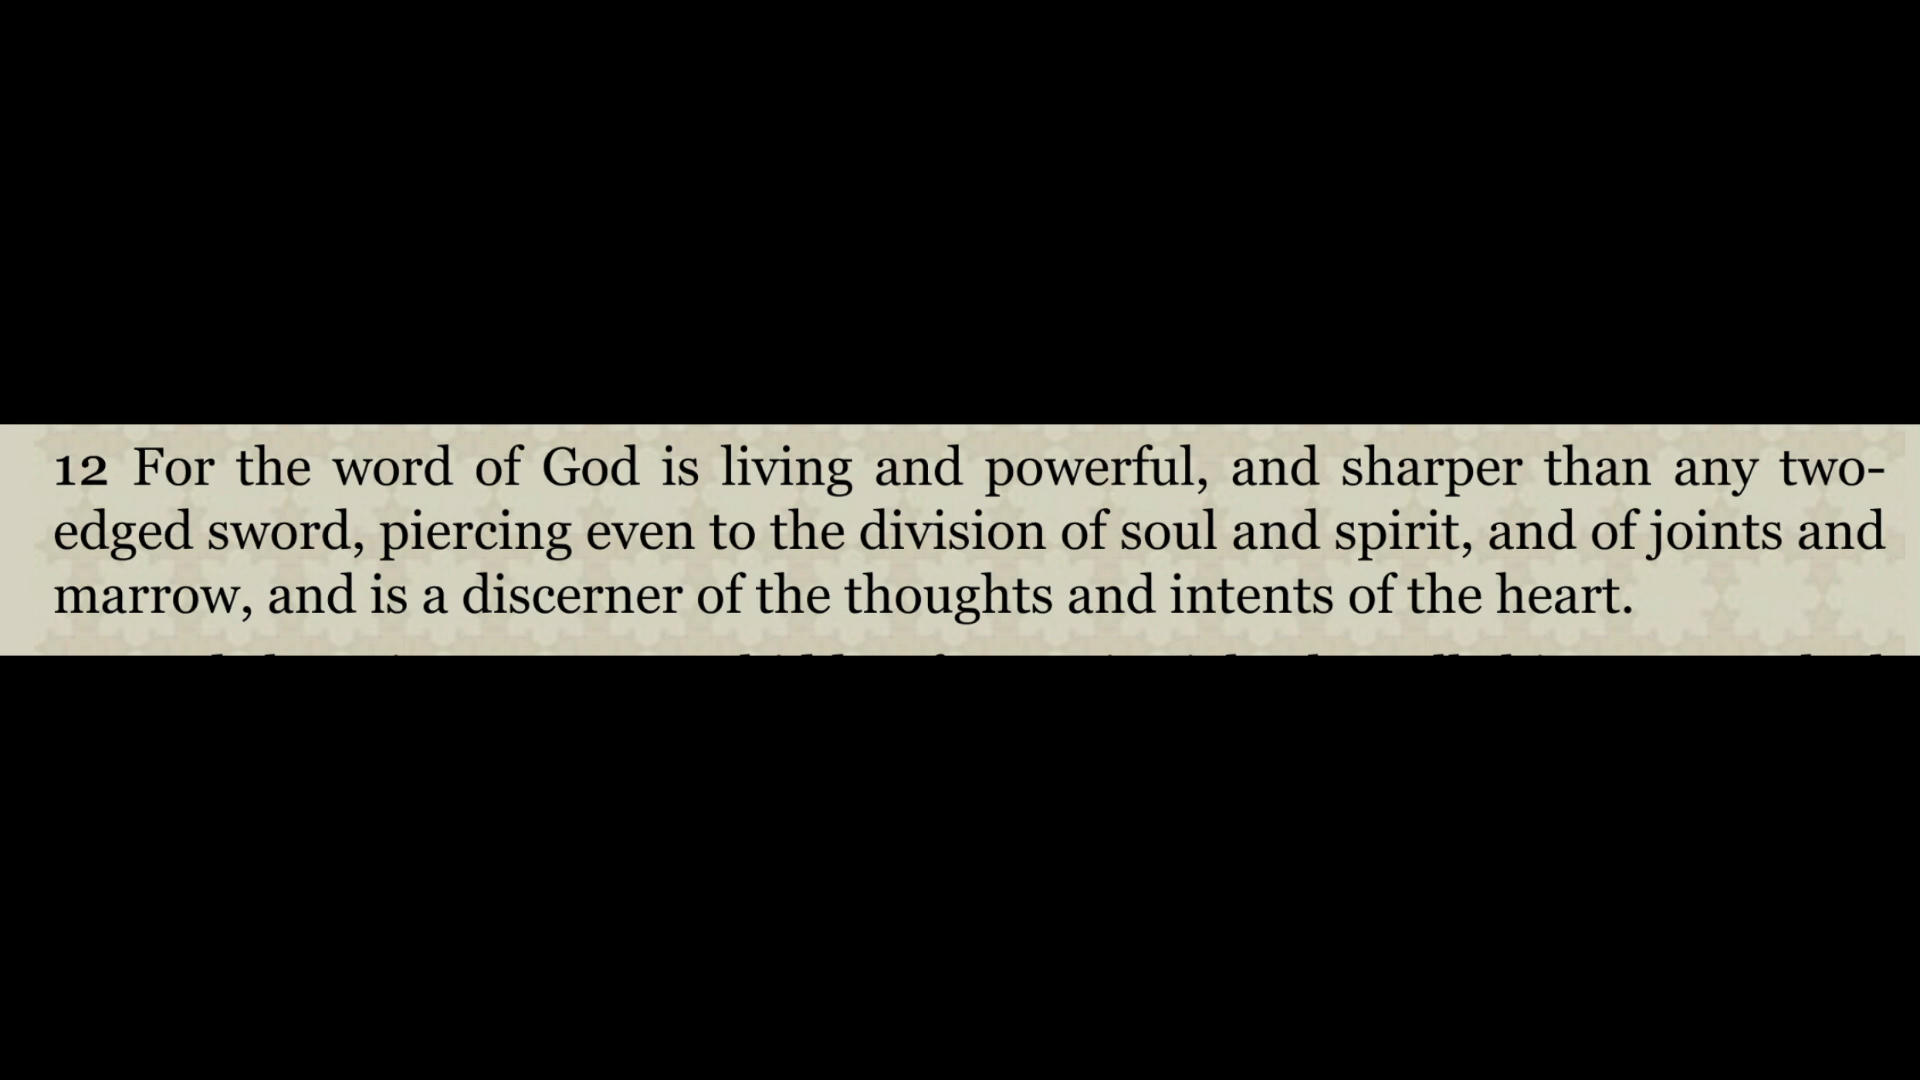 12 For the word of God is living and powerful, and sharper than any two-
edged sword, piercing even to the division of soul and spirit, and of joints and
marrow, and is a discerner of the thoughts and intents of the heart.